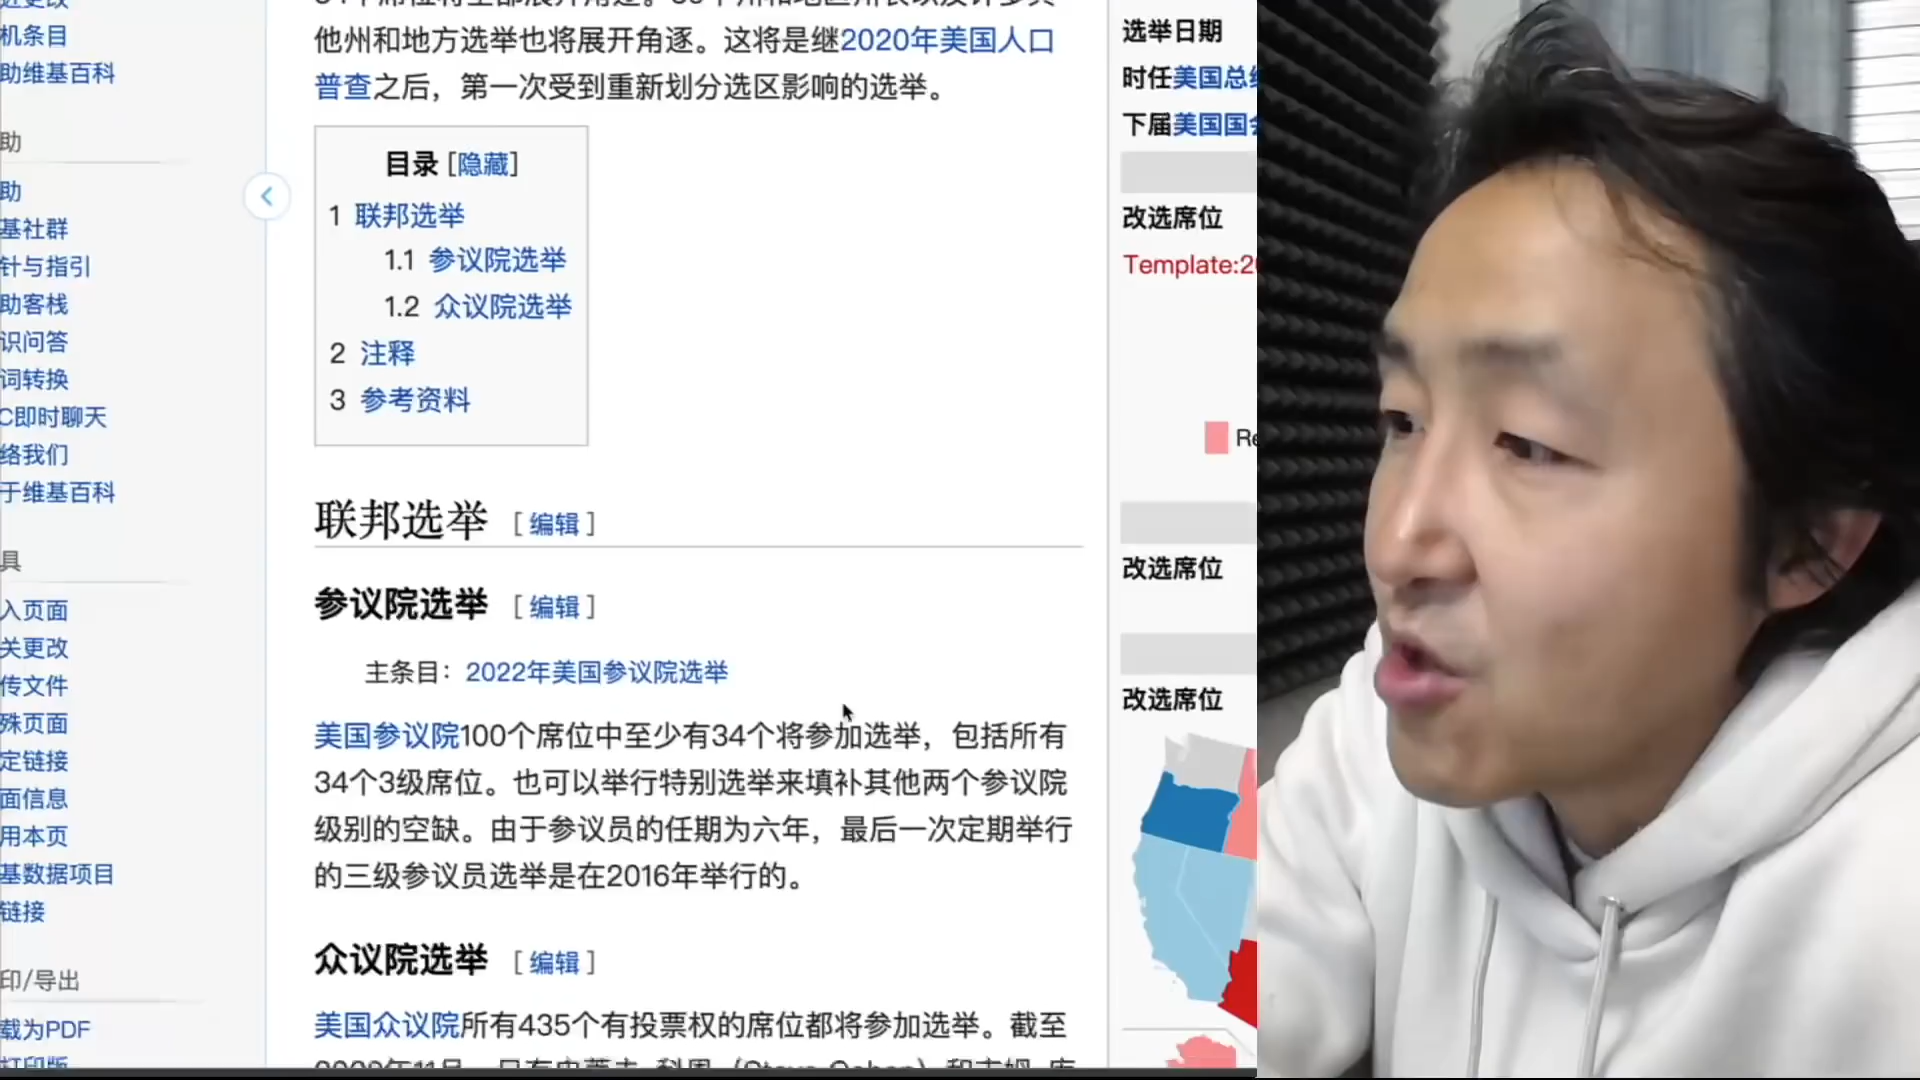 机条目
助维基百科
助
助
基社群
针与指引
助客栈
识问答
词转换
C即时聊天
络我们
于维基百科
具
入页面
关更改
传文件
殊页面
定链接
面信息
用本页
基数据项目
链接
印/导出
载为PDF
打印版
他州和地方选举也将展开角逐。这将是继2020年美国人口
普查之后，第一次受到重新划分选区影响的选举。
目录 [隐藏]
1 联邦选举
1.1 参议院选举
1.2 众议院选举
2 注释
3 参考资料
联邦选举 [编辑]
参议院选举 [编辑]
主条目：2022年美国参议院选举
美国参议院100个席位中至少有34个将参加选举，包括所有
34个3级席位。也可以举行特别选举来填补其他两个参议院
级别的空缺。由于参议员的任期为六年，最后一次定期举行
的三级参议员选举是在2016年举行的。
众议院选举 [编辑]
美国众议院所有435个有投票权的席位都将参加选举。截至
选举日期
时任美国总
下届美国国会
改选席位
Template:20
Re
改选席位
改选席位